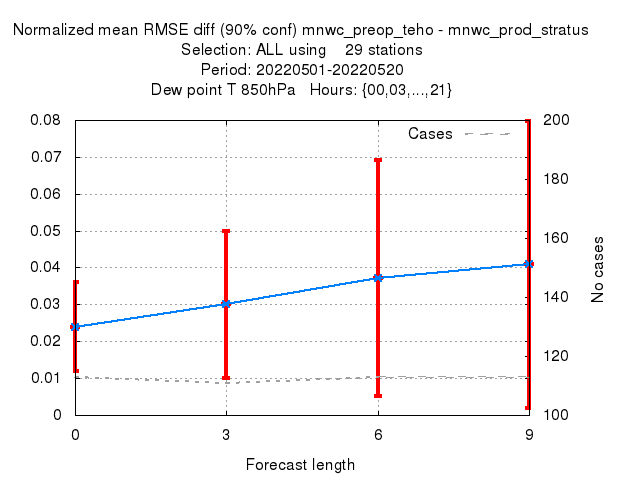 Normalized mean RMSE diff (90% conf) mnwc_preop_teho - mnwc_prod_stratus
Selection: ALL using 29 stations
Period: 20220501-20220520
Dew point T 850hPa Hours: {00,03,...,21}
Cases
0.08
0.07
0.06
0.05
0.04
0.03
0.02
0.01
0
200
180
160
140
120
100
No cases
0 3 6 9
Forecast length